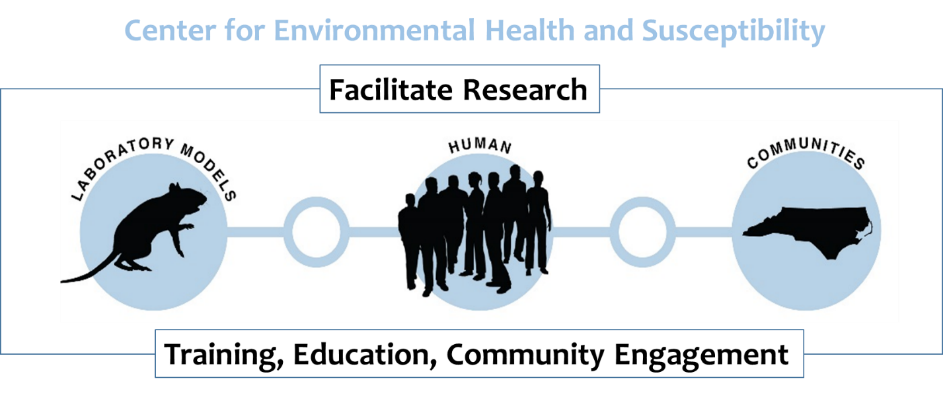 Center for Environmental Health and Susceptibility
Facilitate Research
LABORATORY MODELS
HUMAN
COMMUNITIES
Training, Education, Community Engagement